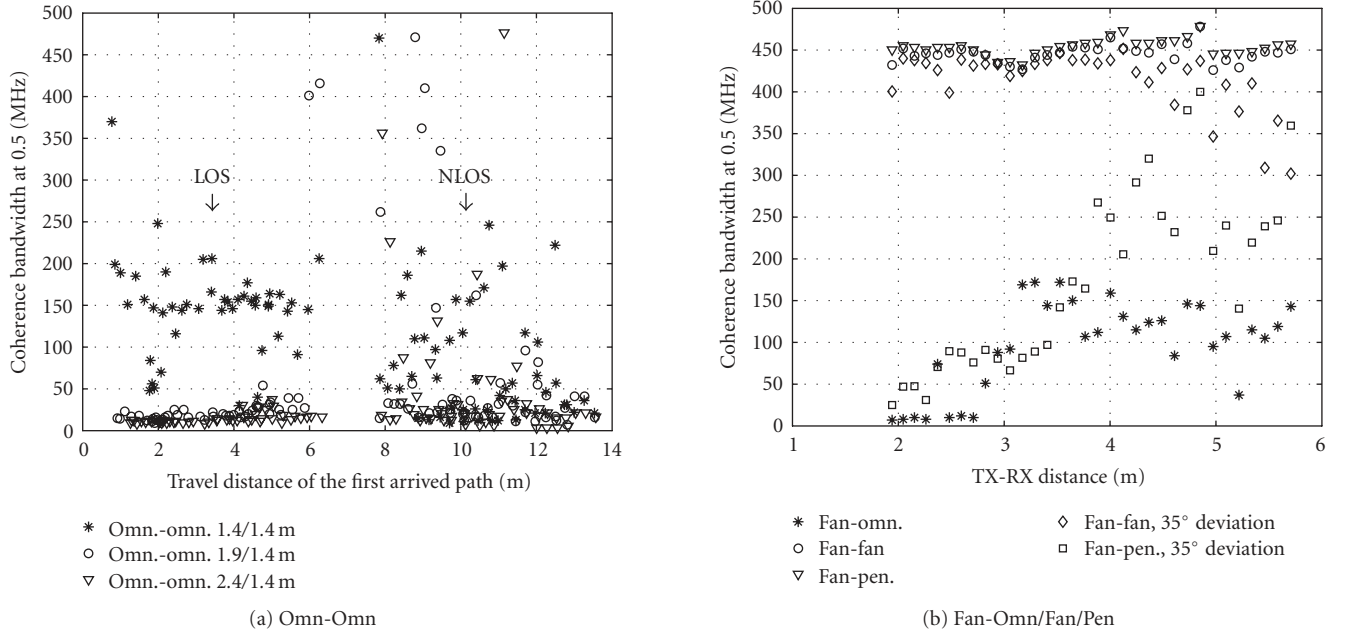 500
450
400
350
300
250
200
150
100
50
0
Coherence bandwidth at 0.5 (MHz)
LOS
NLOS
0 2 4 6 8 10 12 14
Travel distance of the first arrived path (m)
Omn.-omn. 1.4/1.4 m
Omn.-omn. 1.9/1.4 m
Omn.-omn. 2.4/1.4 m
(a) Omn-Omn
500
450
400
350
300
250
200
150
100
50
0
Coherence bandwidth at 0.5 (MHz)
1 2 3 4 5 6
TX-RX distance (m)
Fan-omn.
Fan-fan
Fan-pen.
Fan-fan, 35° deviation
Fan-pen., 35° deviation
(b) Fan-Omn/Fan/Pen